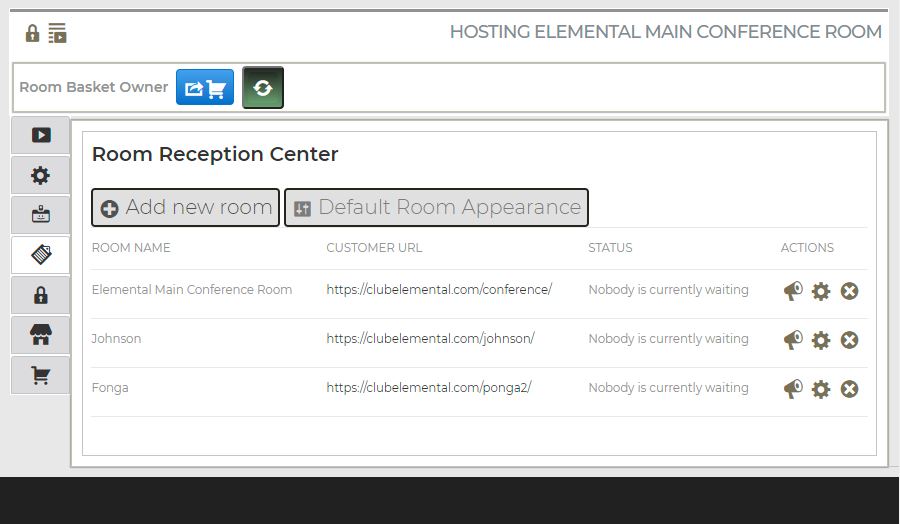 HOSTING ELEMENTAL MAIN CONFERENCE ROOM
Room Basket Owner
Room Reception Center
Add new room Default Room Appearance
ROOM NAME CUSTOMER URL STATUS ACTIONS
Elemental Main Conference Room https://clubelemental.com/conference/ Nobody is currently waiting
Johnson https://clubelemental.com/johnson/ Nobody is currently waiting
Fonga https://clubelemental.com/ponga2/ Nobody is currently waiting